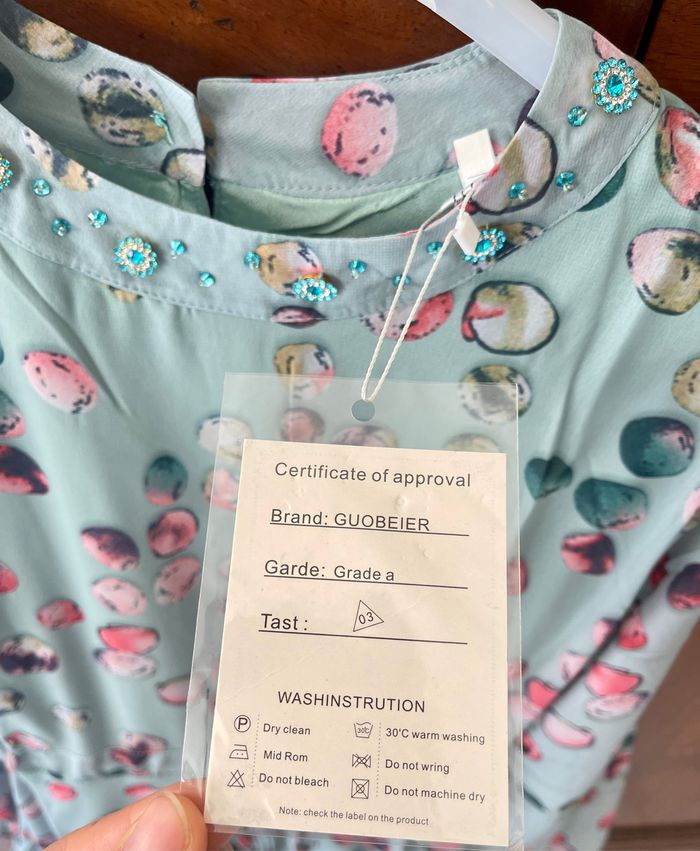 Certificate of approval
Brand: GUOBEIER
Garde: Grade a
Tast : 03
WASHINSTRUTION
P Dry clean
30℃ 30℃ warm washing
Mid Rom
Do not wring
Do not bleach
Do not machine dry
Note: check the label on the product